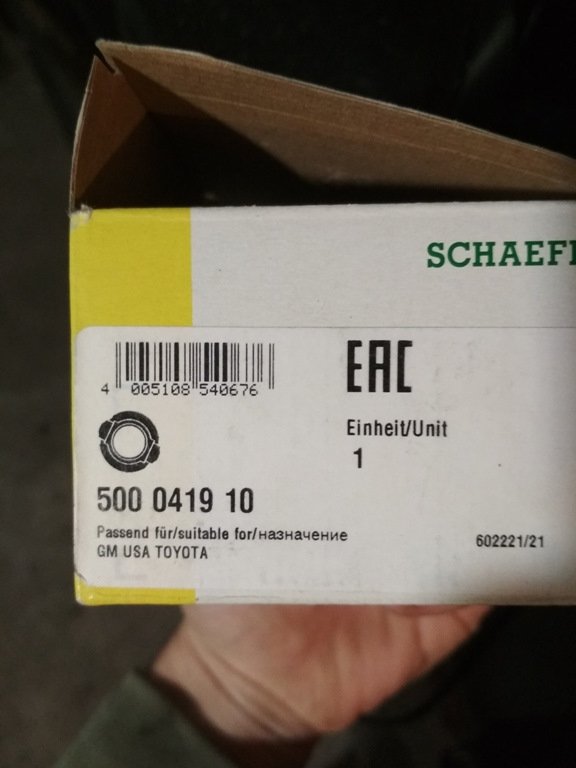 SCHAEF
4 005108 540676
EAC
Einheit/Unit
1
500 0419 10
Passend für/suitable for/назначение
GM USA TOYOTA
602221/21